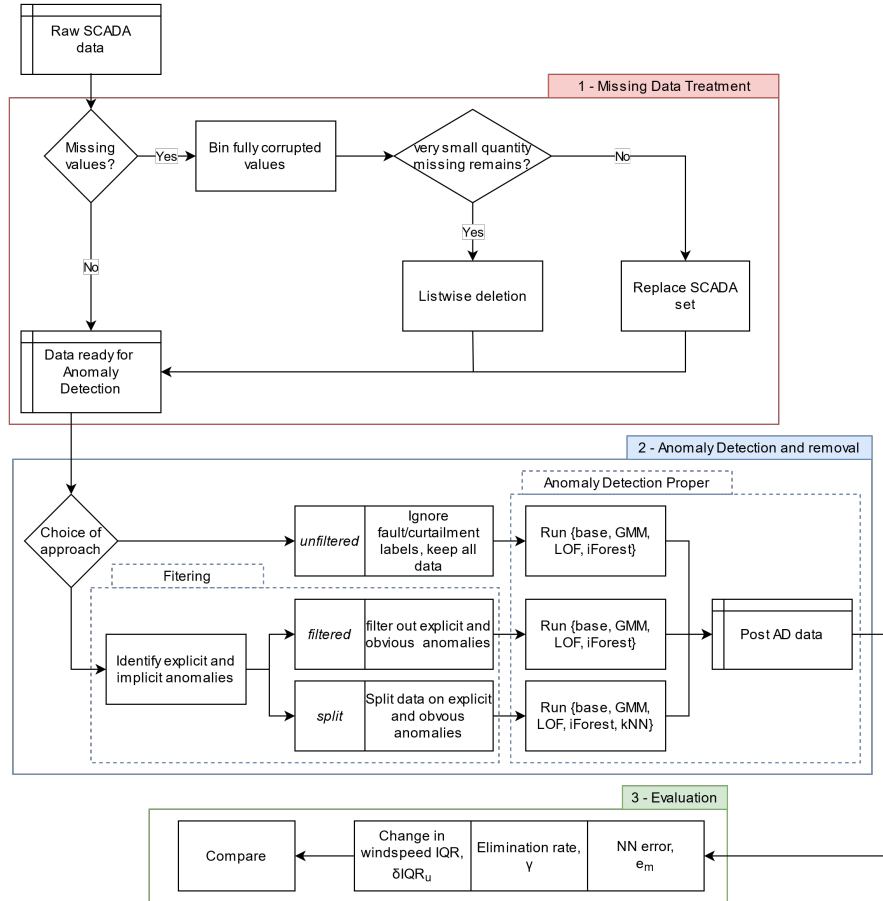 Raw SCADA
data
1 - Missing Data Treatment
Missing
values?
Yes
Bin fully corrupted
values
very small quantity
missing remains?
No
Yes
No
Listwise deletion
Replace SCADA
set
Data ready for
Anomaly
Detection
2 - Anomaly Detection and removal
Anomaly Detection Proper
Choice of
approach
unfiltered
Ignore
fault/curtailment
labels, keep all
data
Run {base, GMM,
LOF, iForest}
Fitering
Identify explicit and
implicit anomalies
filtered
filter out explicit and
obvious anomalies
Run {base, GMM,
LOF, iForest}
Post AD data
split
Split data on explicit
and obvous
anomalies
Run {base, GMM,
LOF, iForest, kNN}
3 - Evaluation
Compare
Change in
windspeed IQR,
δIQRu
Elimination rate,
γ
NN error,
em